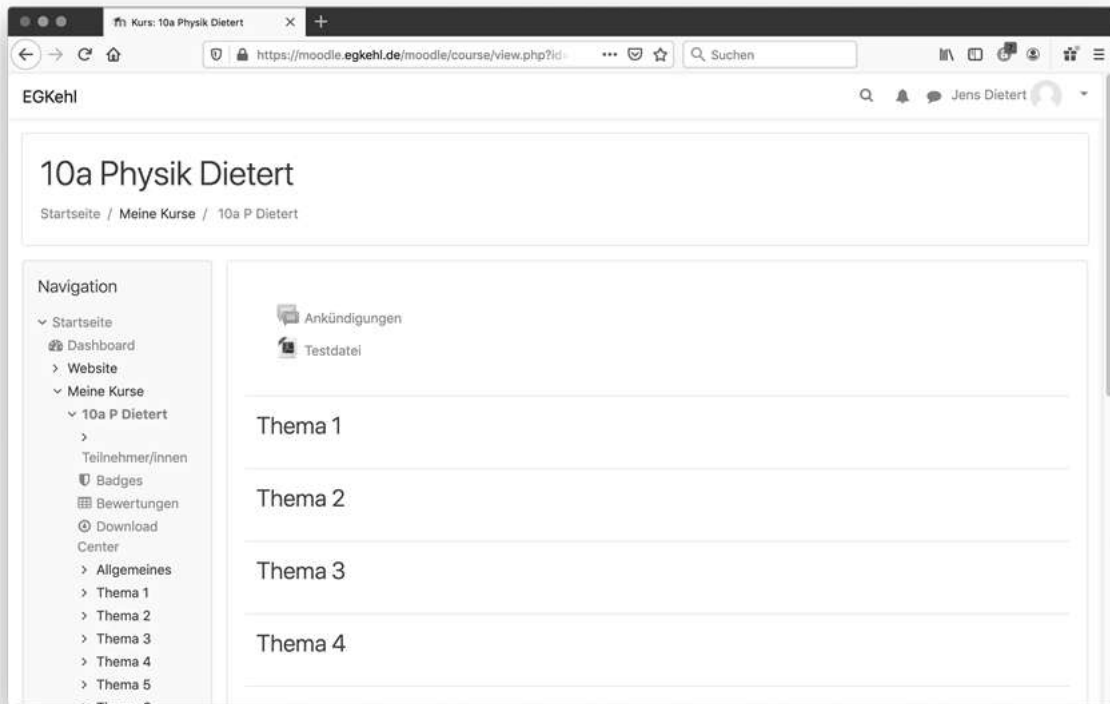 Kurs: 10a Physik Dietert
https://moodle.egkehl.de/moodle/course/view.php?id=
Suchen
EGKehl
Jens Dietert
10a Physik Dietert
Startseite / Meine Kurse / 10a P Dietert
Navigation
Startseite
Dashboard
Website
Meine Kurse
10a P Dietert
Teilnehmer/innen
Badges
Bewertungen
Download
Center
Allgemeines
Thema 1
Thema 2
Thema 3
Thema 4
Thema 5
Ankündigungen
Testdatei
Thema 1
Thema 2
Thema 3
Thema 4